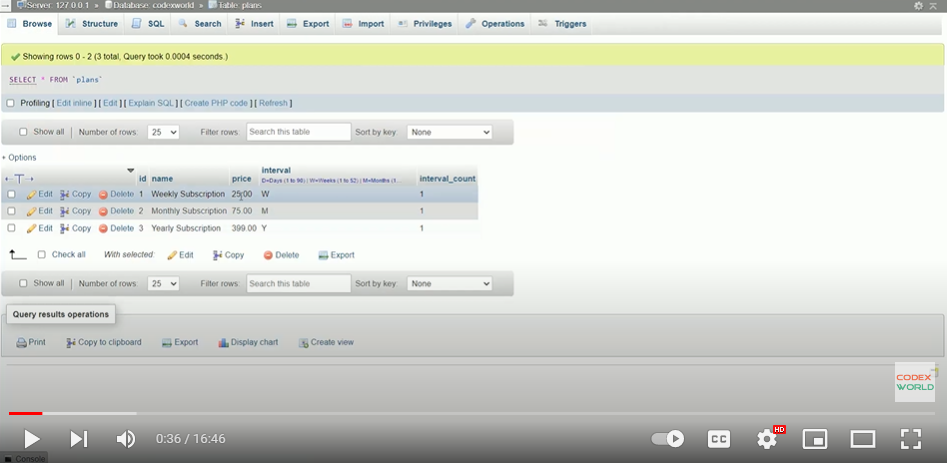 Server: 127.0.0.1 » Database: codexworld » Table: plans
Browse Structure SQL Search Insert Export Import Privileges Operations Triggers
Showing rows 0 - 2 (3 total, Query took 0.0004 seconds.)
SELECT * FROM `plans`
Profiling [ Edit inline ] [ Edit ] [ Explain SQL ] [ Create PHP code ] [ Refresh ]
Show all | Number of rows: 25 Filter rows: Search this table Sort by key: None
+ Options
←T→ id name price interval interval_count
D=Days (1 to 90) | W=Weeks (1 to 52) | M=Months (1...
Edit Copy Delete 1 Weekly Subscription 25.00 W 1
Edit Copy Delete 2 Monthly Subscription 75.00 M 1
Edit Copy Delete 3 Yearly Subscription 399.00 Y 1
Check all With selected: Edit Copy Delete Export
Show all | Number of rows: 25 Filter rows: Search this table Sort by key: None
Query results operations
Print Copy to clipboard Export Display chart Create view
CODEX
WORLD
0:36 / 16:46 CC HD
Console